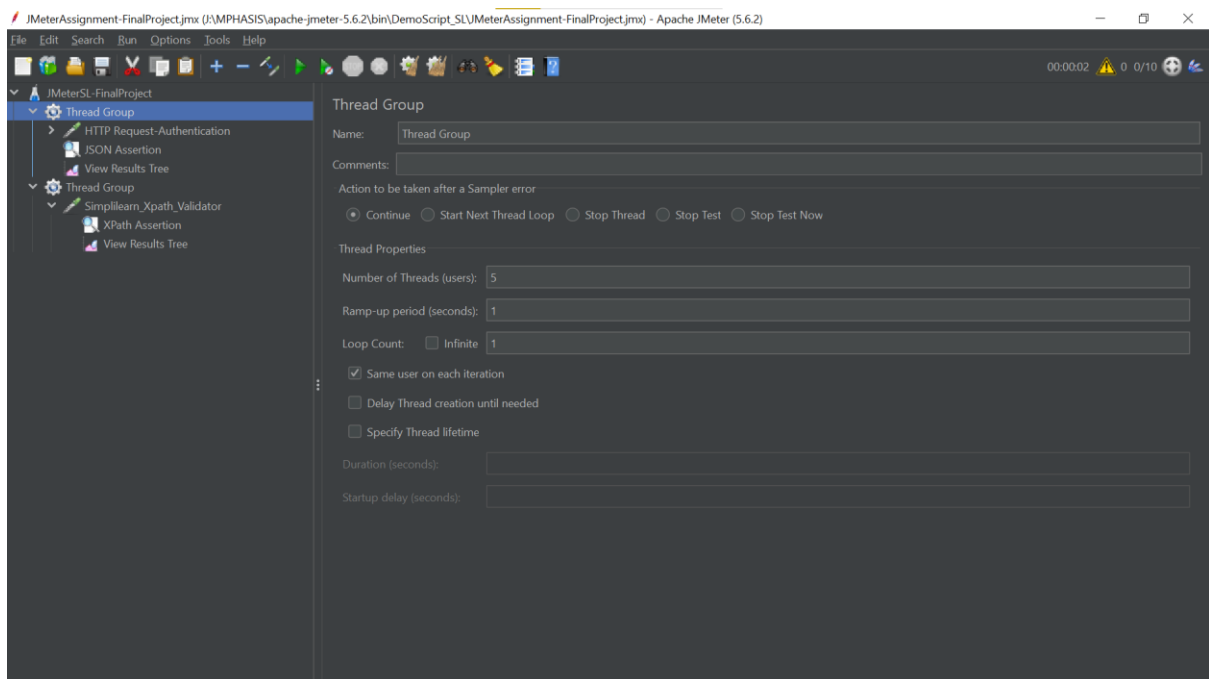 JMeterAssignment-FinalProject.jmx (J:\MPHASIS\apache-jmeter-5.6.2\bin\DemoScript_SL\JMeterAssignment-FinalProject.jmx) - Apache JMeter (5.6.2)
File Edit Search Run Options Tools Help
00:00:02 0 0/10
JMeterSL-FinalProject
Thread Group
HTTP Request-Authentication
JSON Assertion
View Results Tree
Thread Group
Simplilearn_Xpath_Validator
XPath Assertion
View Results Tree
Thread Group
Name: Thread Group
Comments:
Action to be taken after a Sampler error
Continue Start Next Thread Loop Stop Thread Stop Test Stop Test Now
Thread Properties
Number of Threads (users): 5
Ramp-up period (seconds): 1
Loop Count: Infinite 1
Same user on each iteration
Delay Thread creation until needed
Specify Thread lifetime
Duration (seconds):
Startup delay (seconds):